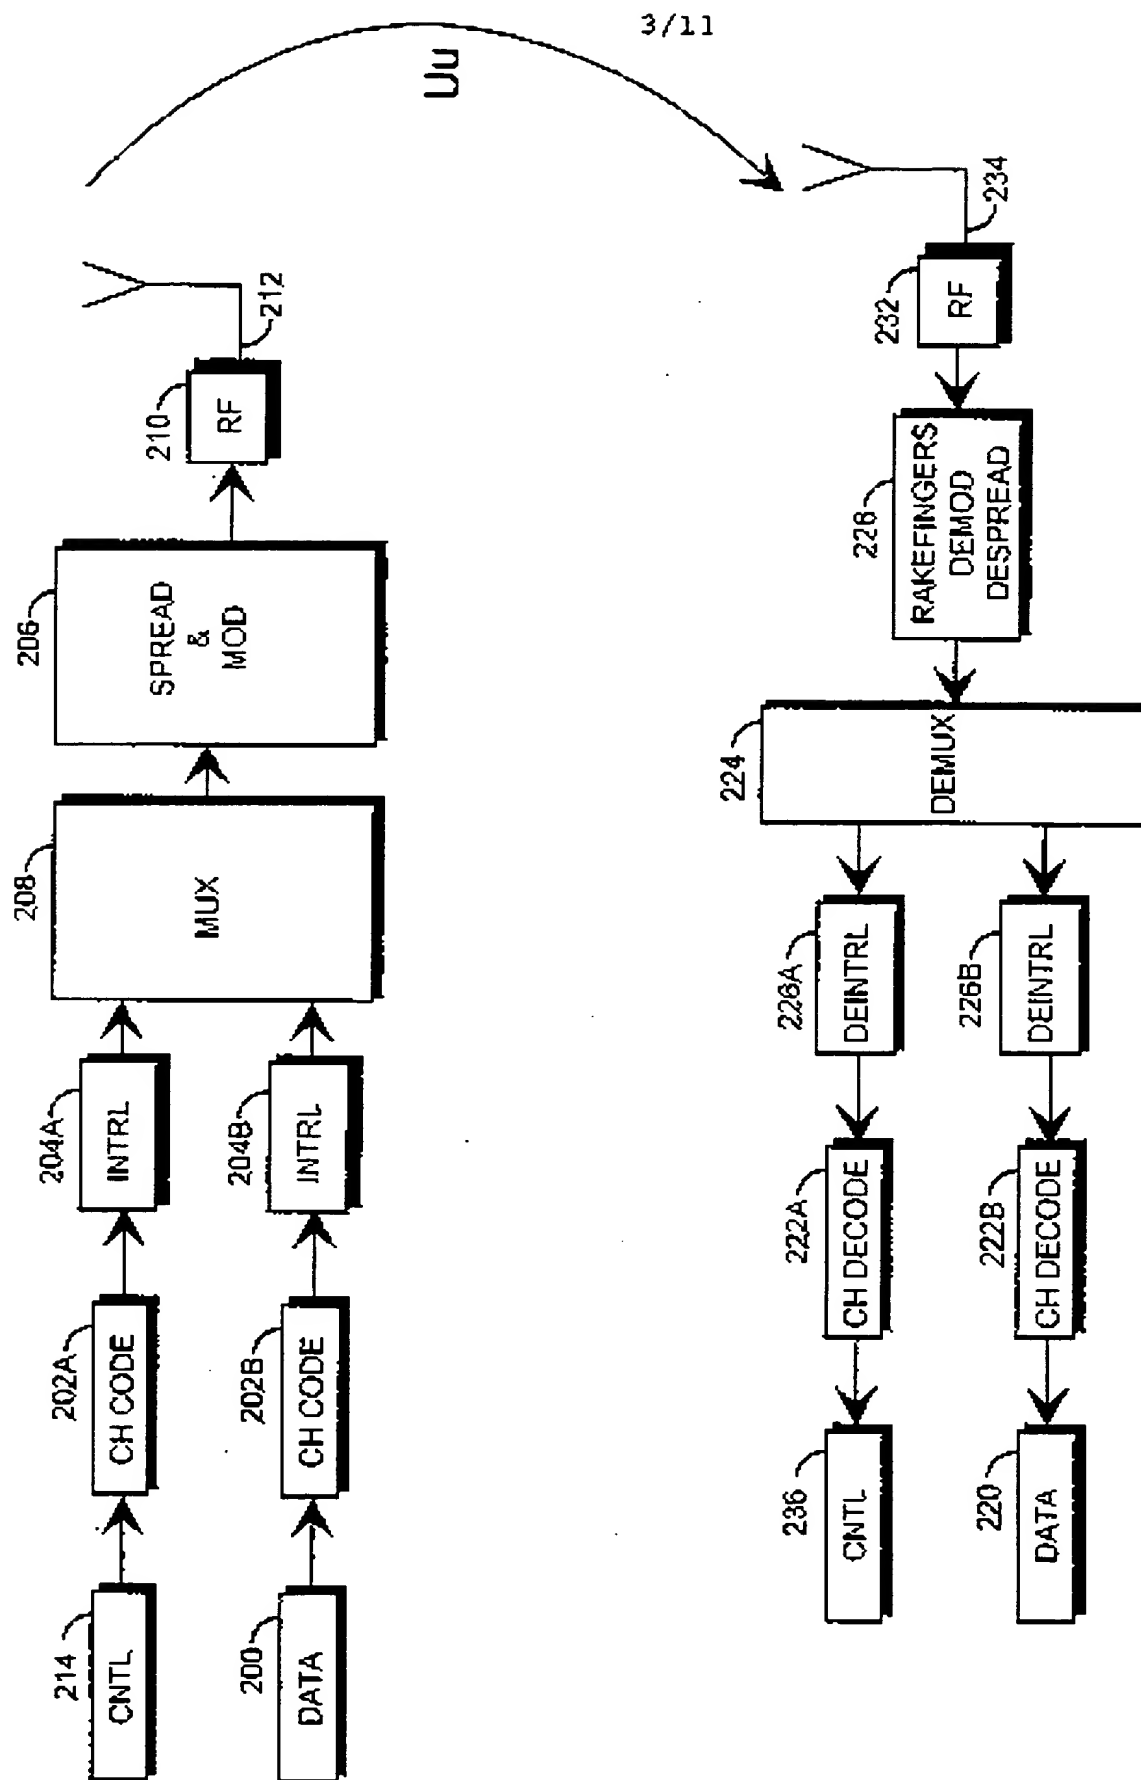 3/11
Uu
214
CNTL
202A
CH CODE
204A
INTRL
200
DATA
202B
CH CODE
204B
INTRL
208
MUX
206
SPREAD
&
MOD
210
RF
212
236
CNTL
222A
CH DECODE
226A
DEINTRL
220
DATA
222B
CH DECODE
226B
DEINTRL
224
DEMUX
228
RAKEFINGERS
DEMOD
DESPREAD
232
RF
234